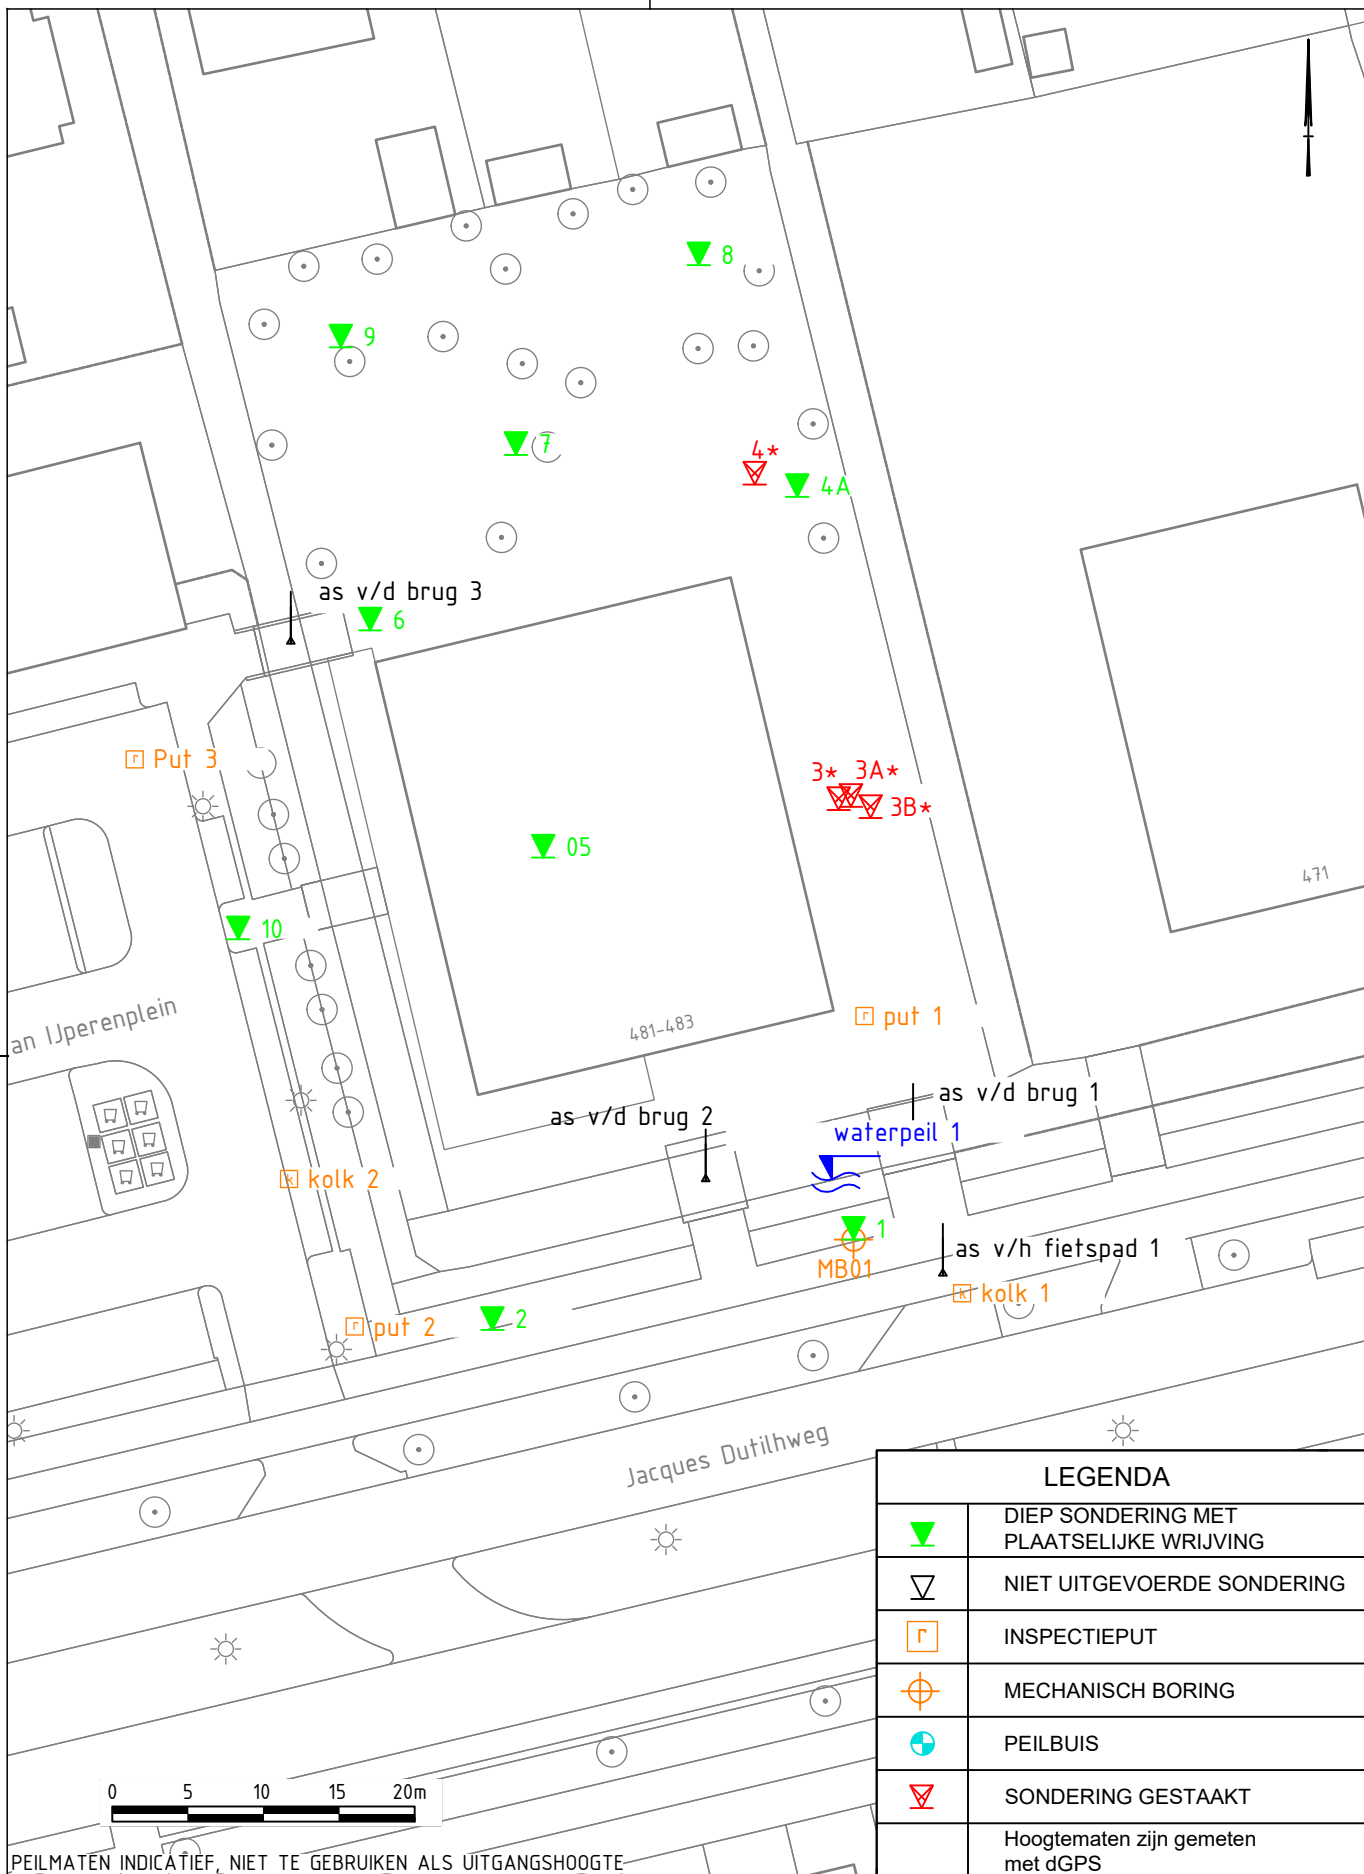 8
9
7
4*
4A
as v/d brug 3
6
Put 3
3*
3A*
3B*
05
471
10
an IJperenplein
481-483
put 1
as v/d brug 1
as v/d brug 2
waterpeil 1
kolk 2
1
as v/h fietspad 1
MB01
kolk 1
2
put 2
Jacques Dutilhweg
LEGENDA
DIEP SONDERING MET
PLAATSELIJKE WRIJVING
NIET UITGEVOERDE SONDERING
r INSPECTIEPUT
MECHANISCH BORING
PEILBUIS
SONDERING GESTAAKT
Hoogtematen zijn gemeten
met dGPS
0 5 10 15 20m
PEILMATEN INDICATIEF, NIET TE GEBRUIKEN ALS UITGANGSHOOGTE